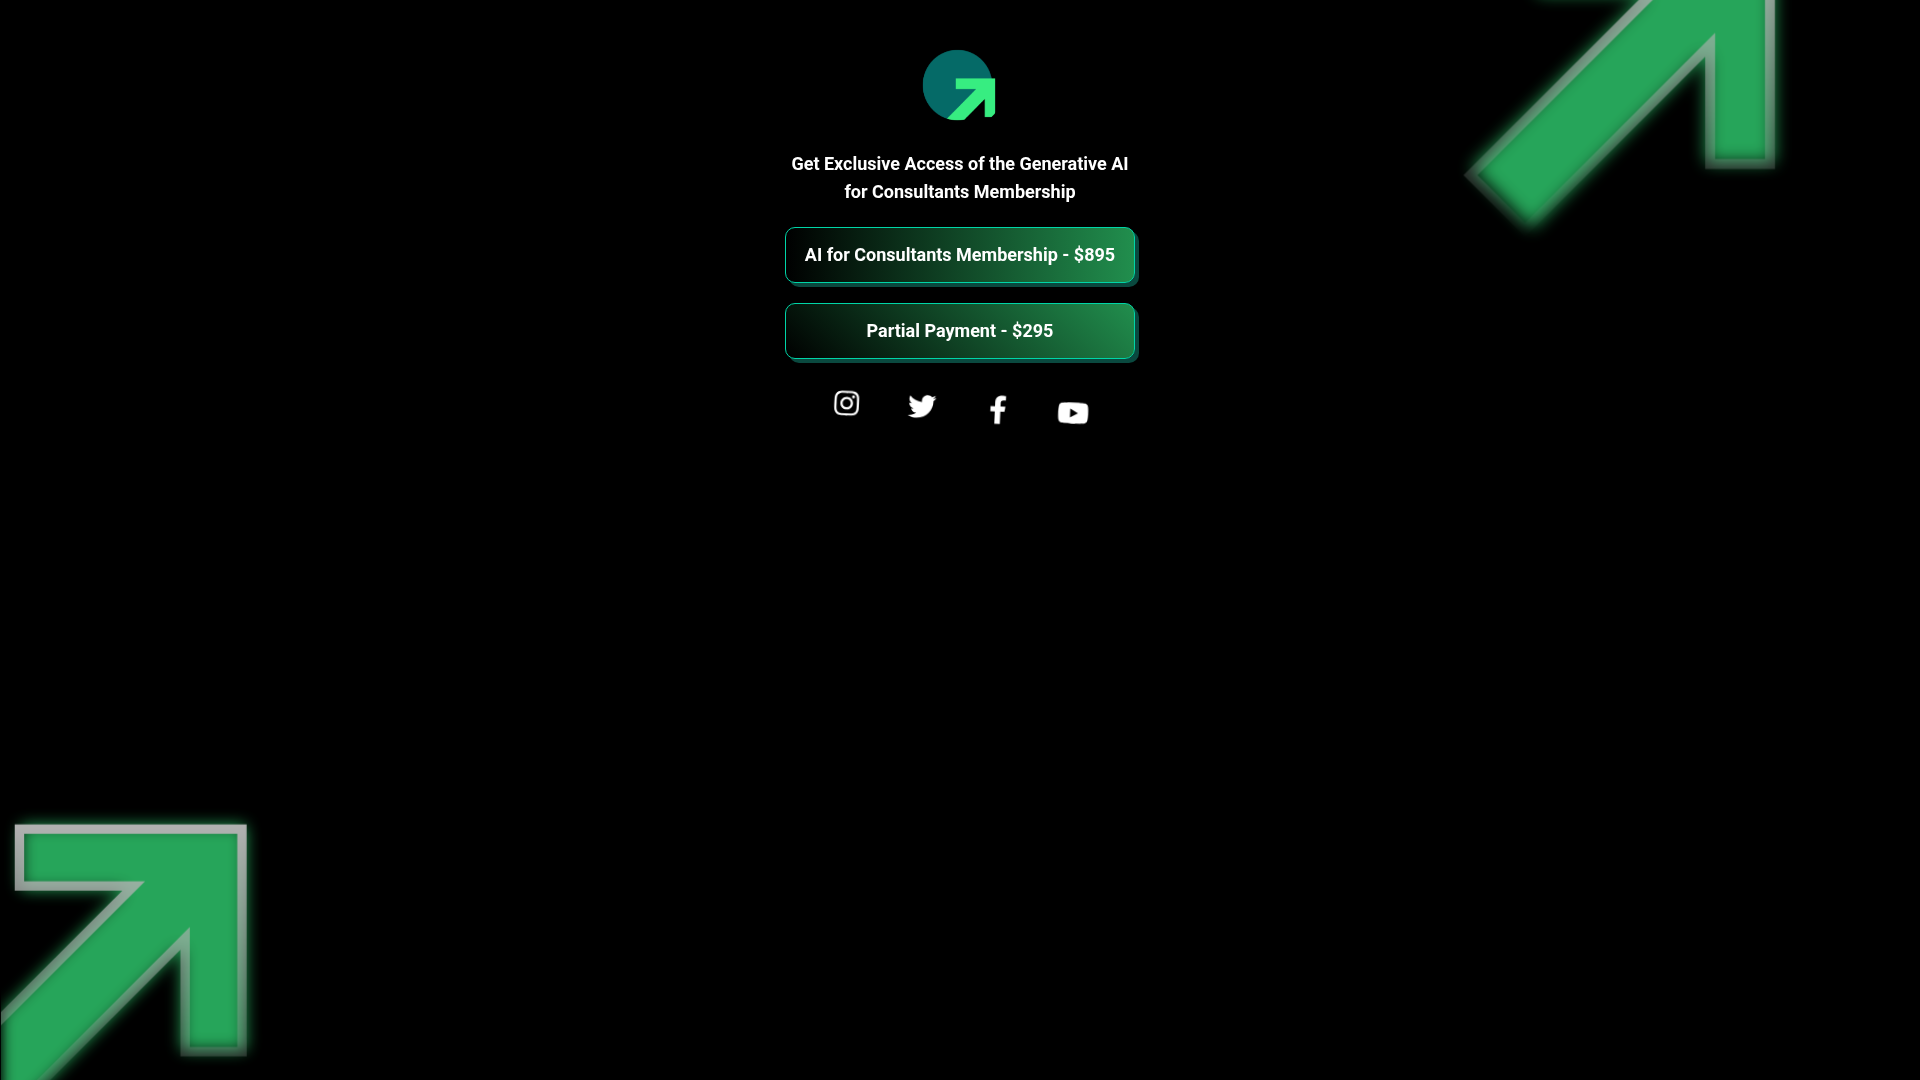 Get Exclusive Access of the Generative AI
for Consultants Membership
AI for Consultants Membership - $895
Partial Payment - $295